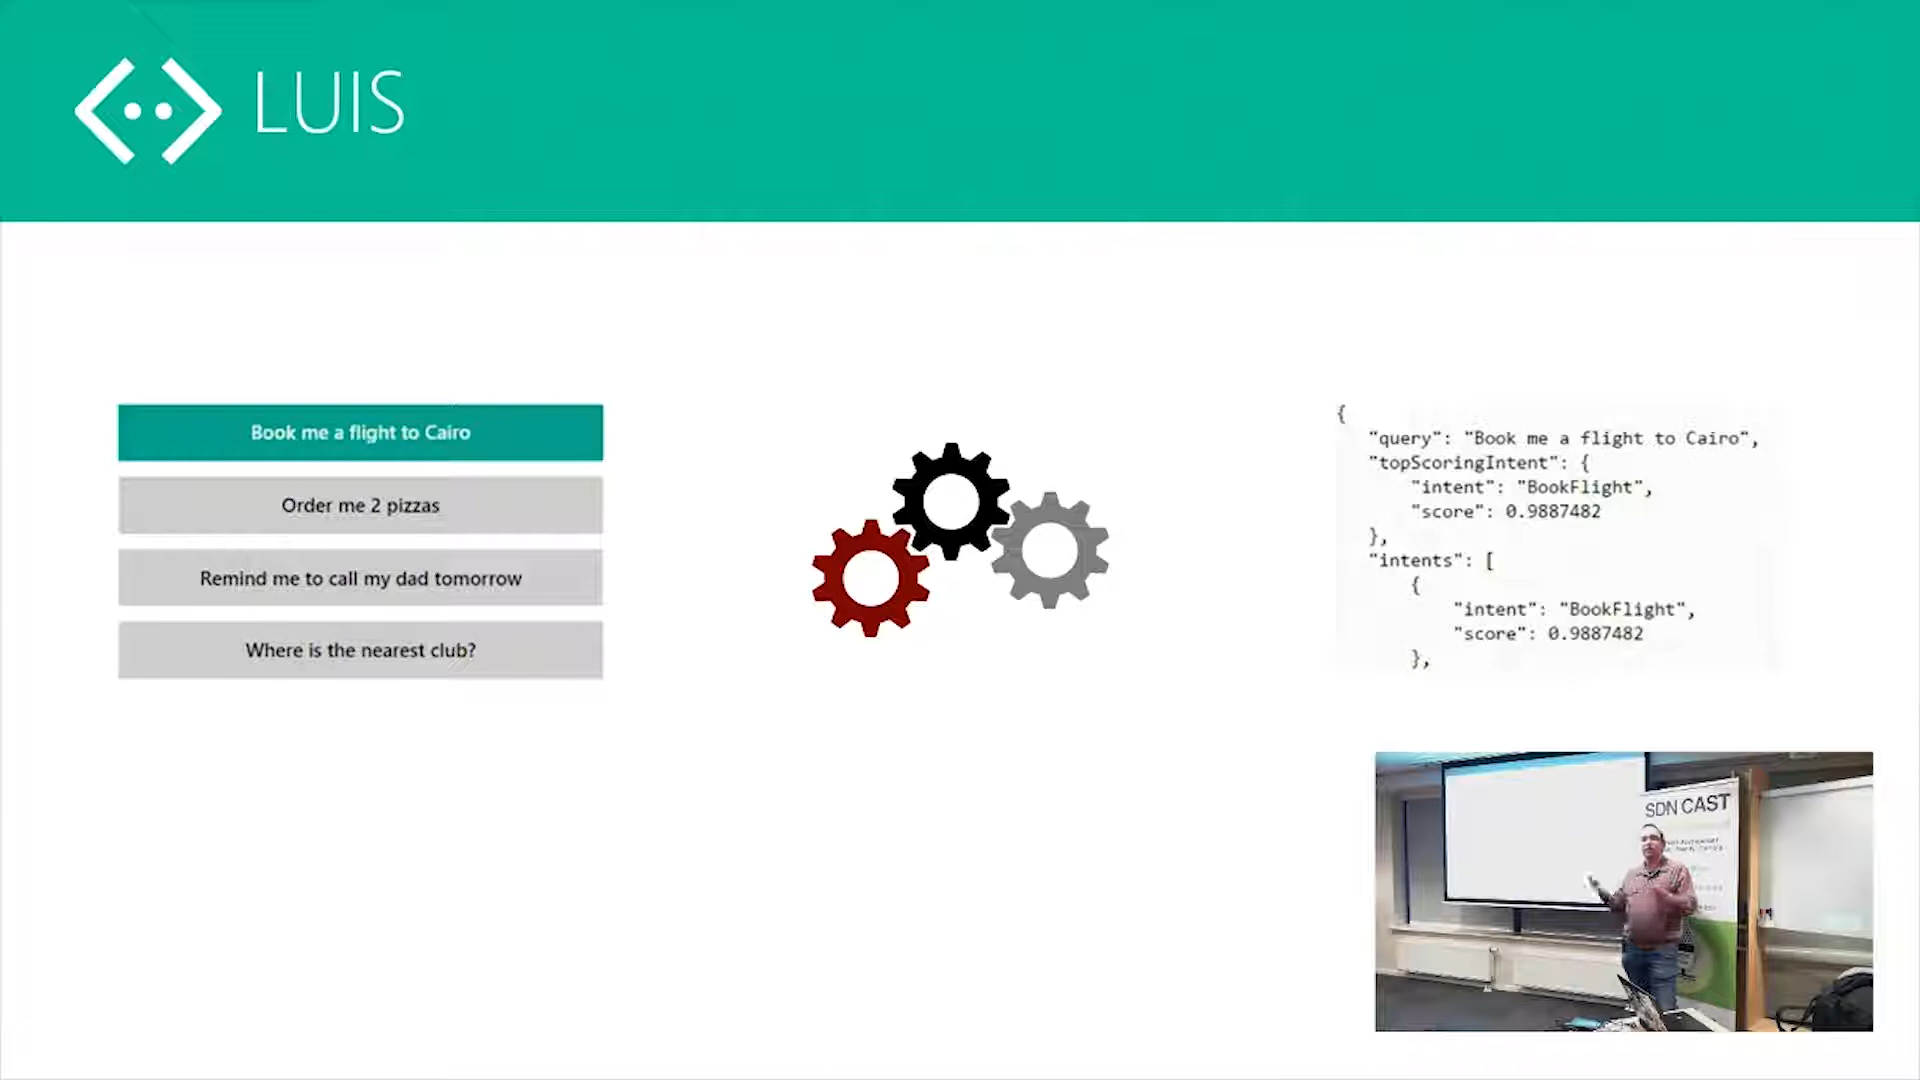 LUIS
Book me a flight to Cairo
Order me 2 pizzas
Remind me to call my dad tomorrow
Where is the nearest club?
{
"query": "Book me a flight to Cairo",
"topScoringIntent": {
"intent": "BookFlight",
"score": 0.9887482
},
"intents": [
{
"intent": "BookFlight",
"score": 0.9887482
},
SDN CAST